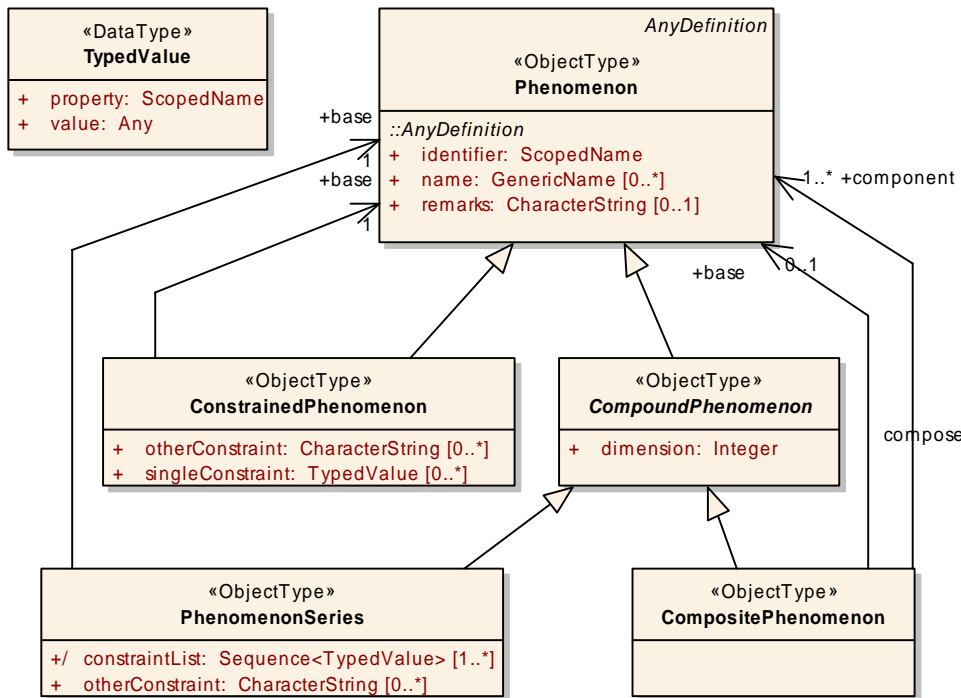 «DataType»
TypedValue
+ property: ScopedName
+ value: Any
AnyDefinition
«ObjectType»
Phenomenon
::AnyDefinition
+ identifier: ScopedName
+ name: GenericName [0..*]
+ remarks: CharacterString [0..1]
+base
1
+base
1
1..* +component
+base
0..1
«ObjectType»
ConstrainedPhenomenon
+ otherConstraint: CharacterString [0..*]
+ singleConstraint: TypedValue [0..*]
«ObjectType»
CompoundPhenomenon
+ dimension: Integer
compose
«ObjectType»
PhenomenonSeries
+/ constraintList: Sequence<TypedValue> [1..*]
+ otherConstraint: CharacterString [0..*]
«ObjectType»
CompositePhenomenon